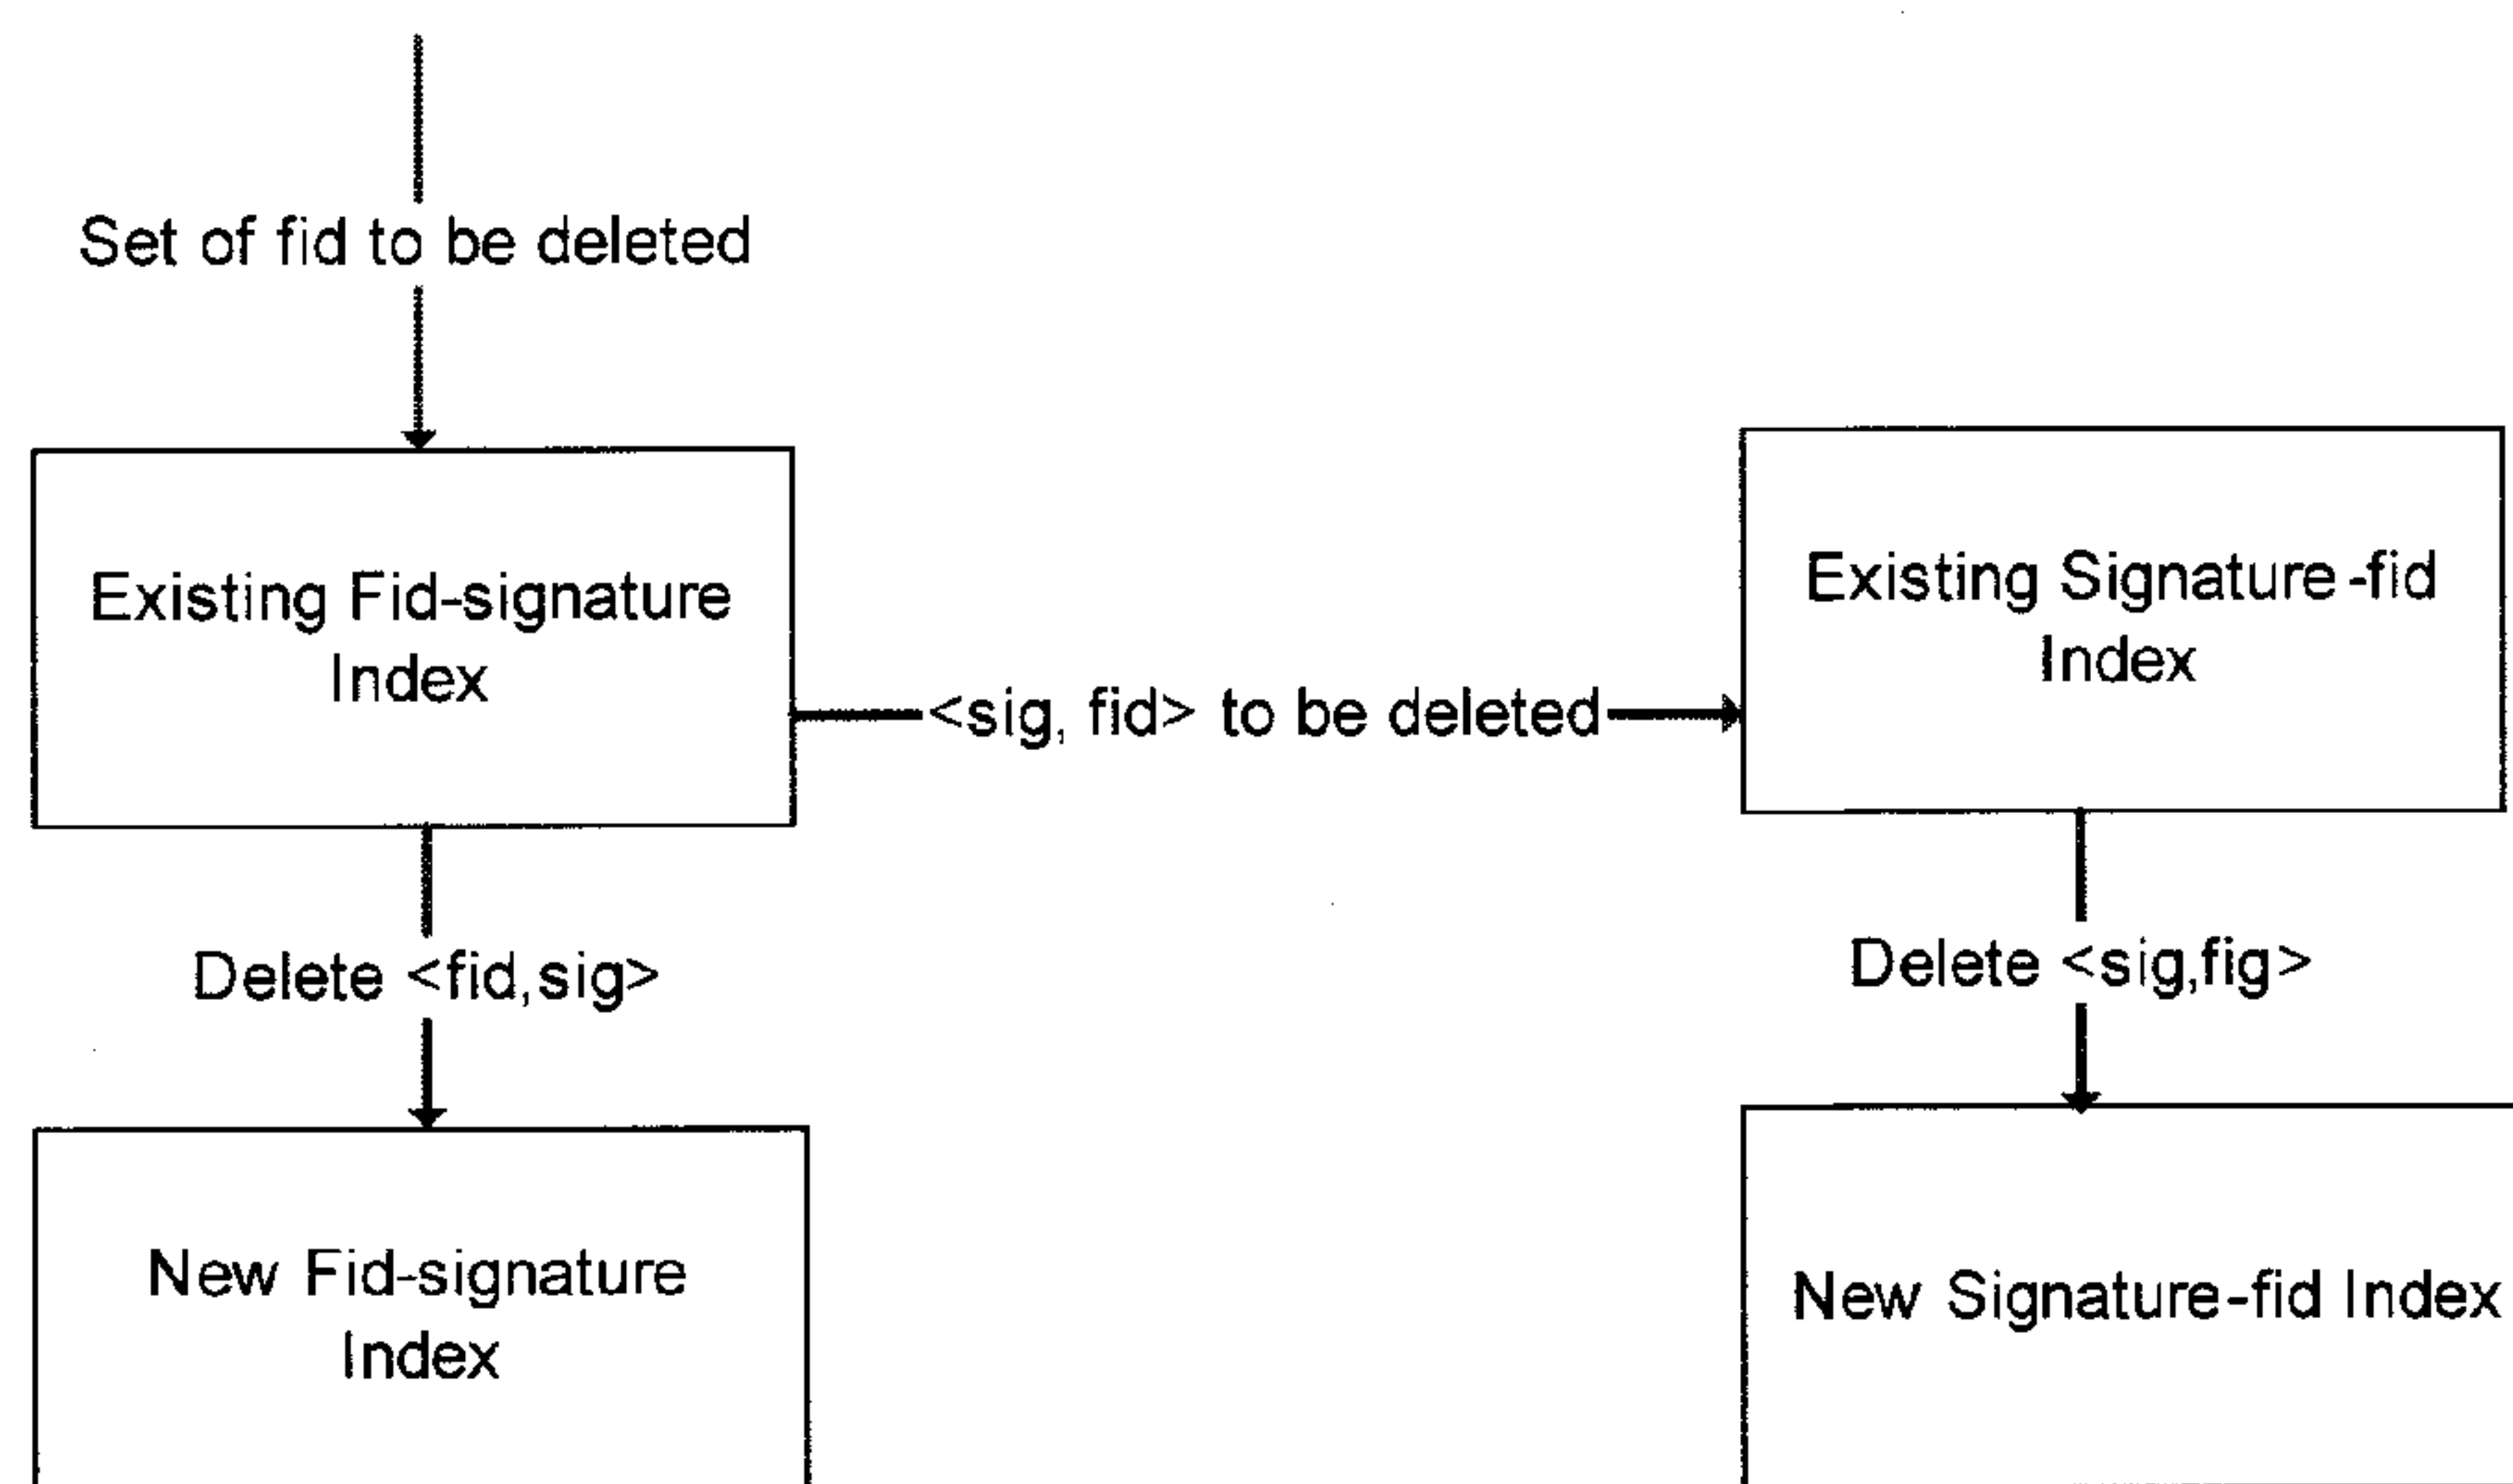 Set of fid to be deleted
Existing Fid-signature
Index
<sig, fid> to be deleted
Existing Signature-fid
Index
Delete <fid,sig>
Delete <sig,fig>
New Fid-signature
Index
New Signature-fid Index